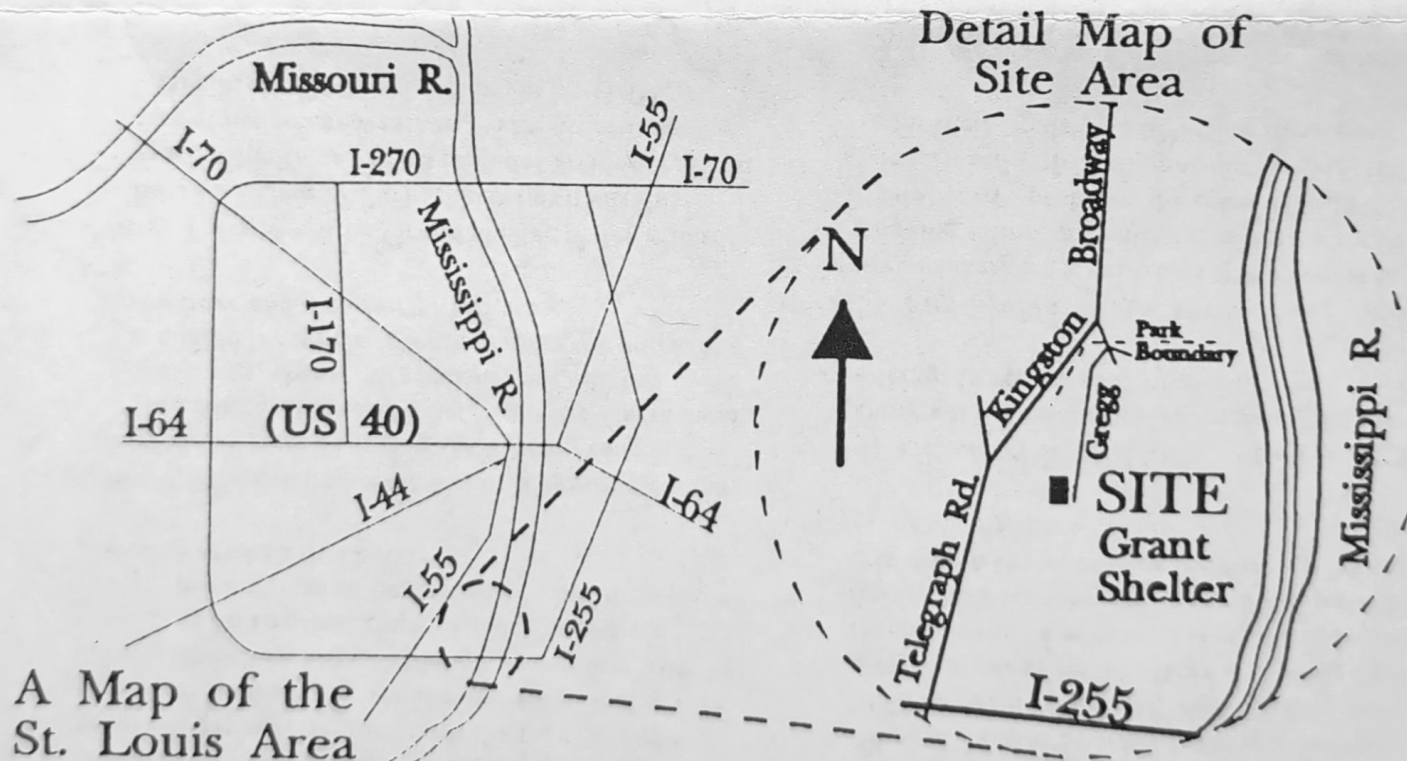 Detail Map of
Site Area
Missouri R.
I-70
I-270
I-55
I-70
Mississippi R
I-170
I-64
(US 40)
I-44
I-64
I-55
I-255
A Map of the
St. Louis Area
Broadway
N
Kingston
Park
Boundary
Gregg
Mississippi R.
SITE
Grant
Shelter
Telegraph Rd.
I-255